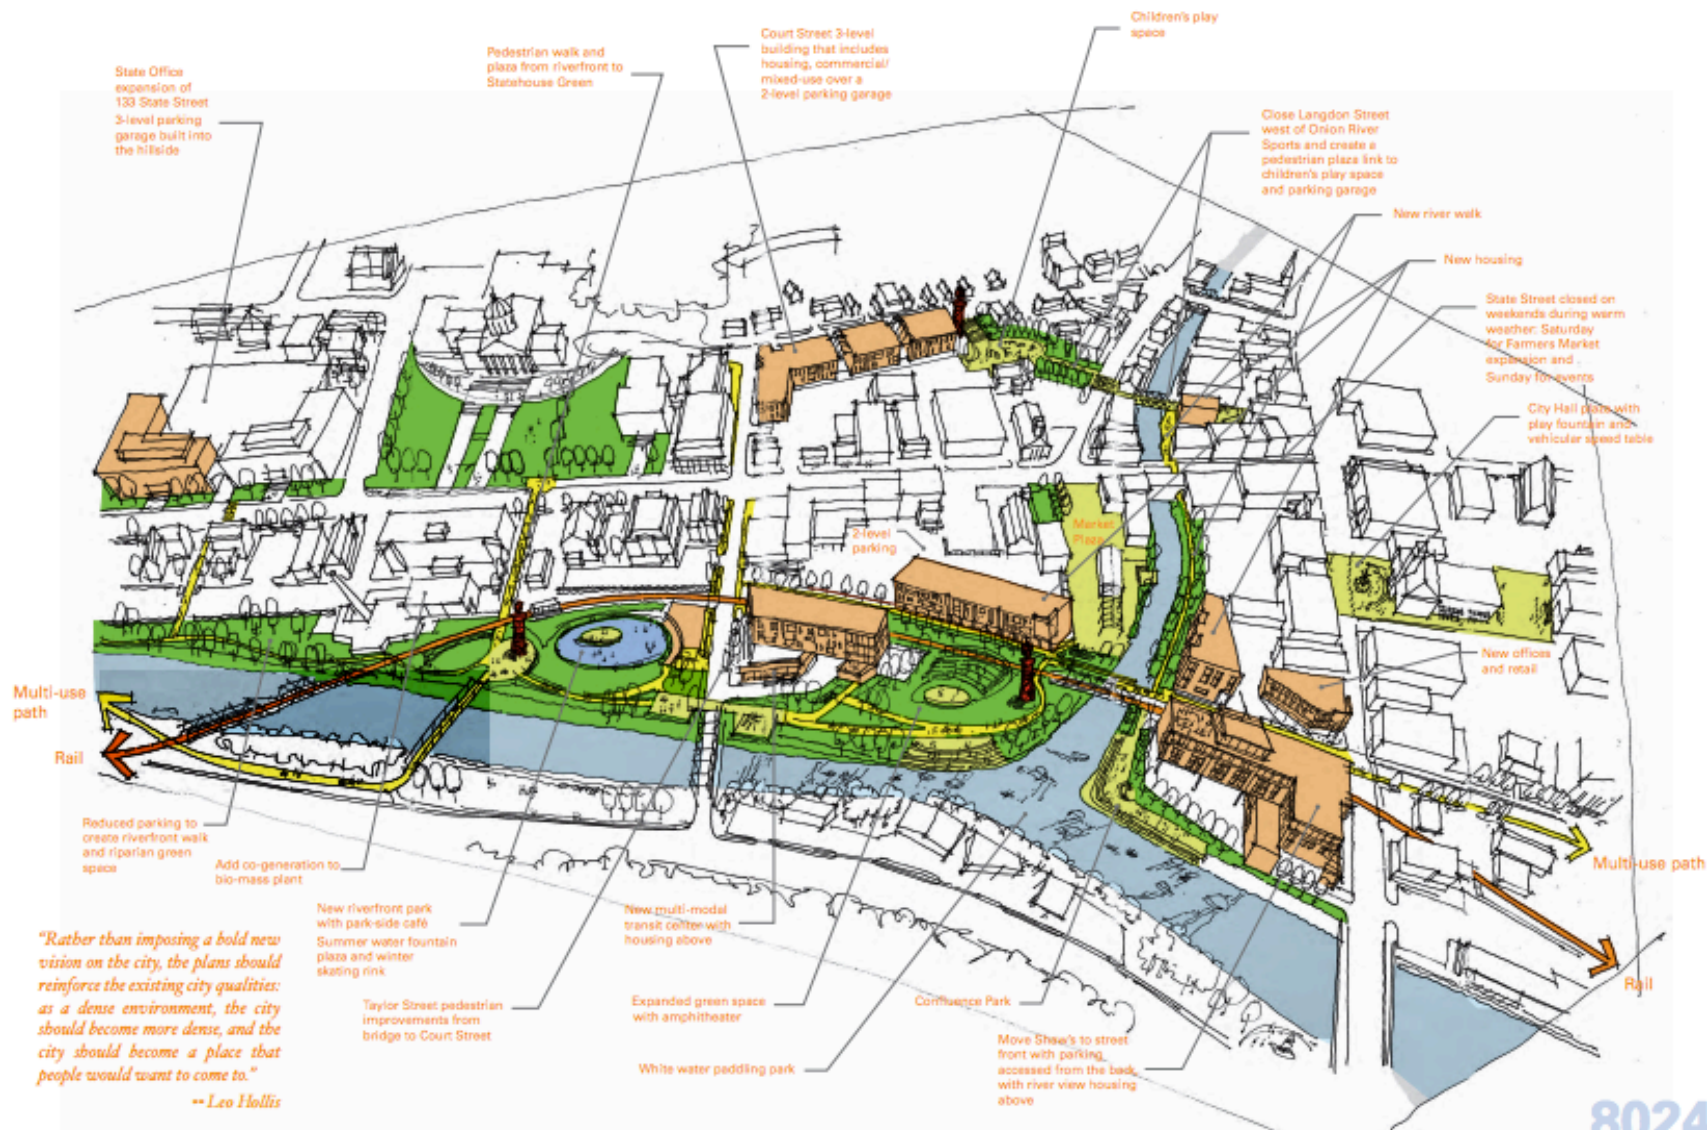 Children's play
space
Court Street 3-level
building that includes
housing, commercial/
mixed-use over a
2-level parking garage
Pedestrian walk and
plaza from riverfront to
Statehouse Green
State Office
expansion of
133 State Street
3-level parking
garage built into
the hillside
Close Langdon Street
west of Onion River
Sports and create a
pedestrian plaza link to
children's play space
and parking garage
New river walk
New housing
State Street closed on
weekends during warm
weather: Saturday
for Farmers Market
expansion and
Sunday for events
City Hall plaza with
play fountain and
vehicular speed table
Market
Plaza
2-level
parking
New offices
and retail
Multi-use
path
Rail
Reduced parking to
create riverfront walk
and riparian green
space
Add co-generation to
bio-mass plant
New riverfront park
with park-side café
Summer water fountain
plaza and winter
skating rink
Taylor Street pedestrian
improvements from
bridge to Court Street
New multi-modal
transit center with
housing above
Expanded green space
with amphitheater
White water paddling park
Confluence Park
Move Shaw's to street
front with parking
accessed from the back,
with river view housing
above
Multi-use path
Rail
"Rather than imposing a bold new
vision on the city, the plans should
reinforce the existing city qualities:
as a dense environment, the city
should become more dense, and the
city should become a place that
people would want to come to."
-- Leo Hollis
8024